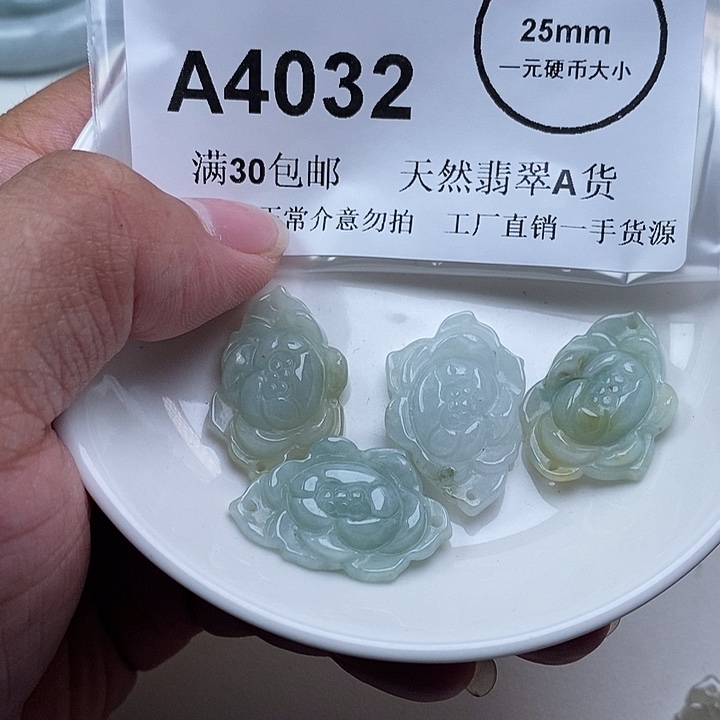 25mm
一元硬币大小
A4032
满30包邮 天然翡翠A货
正常介意勿拍 工厂直销一手货源